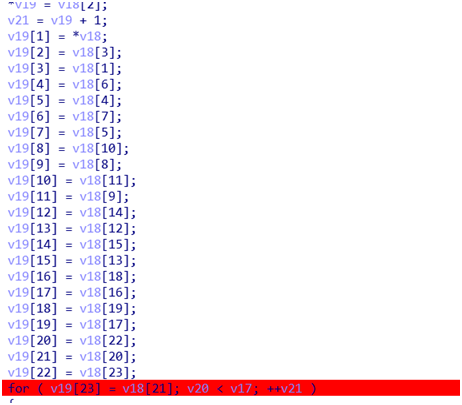 *v19 = v18[2];
v21 = v19 + 1;
v19[1] = *v18;
v19[2] = v18[3];
v19[3] = v18[1];
v19[4] = v18[6];
v19[5] = v18[4];
v19[6] = v18[7];
v19[7] = v18[5];
v19[8] = v18[10];
v19[9] = v18[8];
v19[10] = v18[11];
v19[11] = v18[9];
v19[12] = v18[14];
v19[13] = v18[12];
v19[14] = v18[15];
v19[15] = v18[13];
v19[16] = v18[18];
v19[17] = v18[16];
v19[18] = v18[19];
v19[19] = v18[17];
v19[20] = v18[22];
v19[21] = v18[20];
v19[22] = v18[23];
for ( v19[23] = v18[21]; v20 < v17; ++v21 )
{